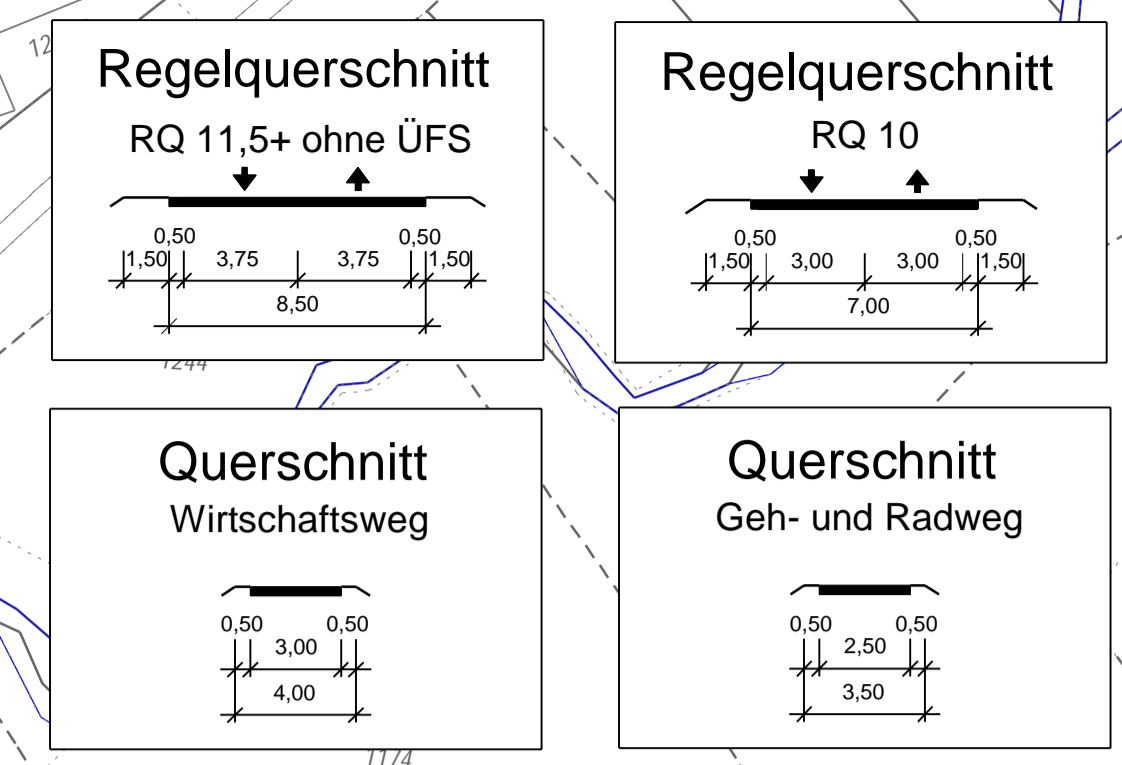 12
Regelquerschnitt
RQ 11,5+ ohne ÜFS
0,50 0,50
1,50 3,75 3,75 1,50
8,50
Regelquerschnitt
RQ 10
0,50 0,50
1,50 3,00 3,00 1,50
7,00
1244
Querschnitt
Wirtschaftsweg
0,50 0,50
3,00
4,00
Querschnitt
Geh- und Radweg
0,50 0,50
2,50
3,50
1174